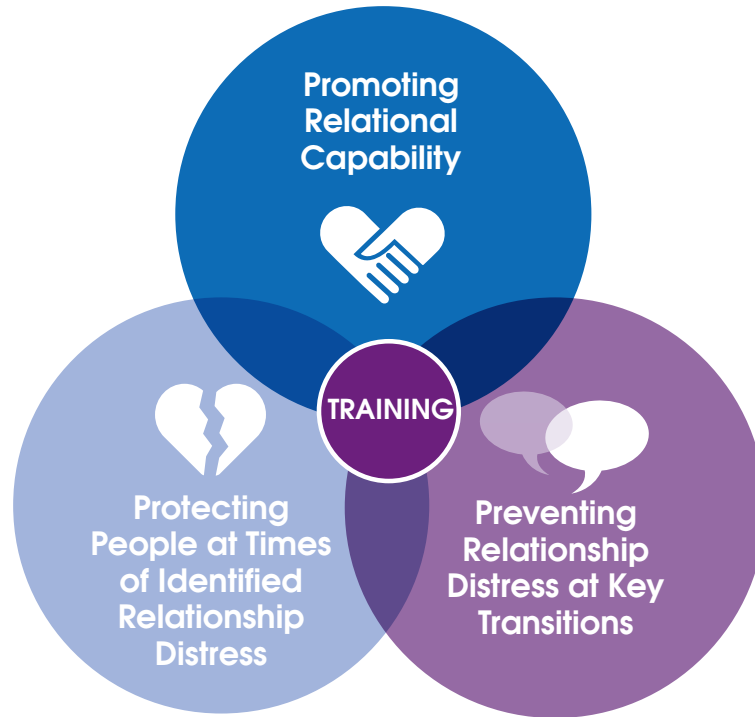 Promoting
Relational
Capability
TRAINING
Protecting
People at Times
of Identified
Relationship
Distress
Preventing
Relationship
Distress at Key
Transitions